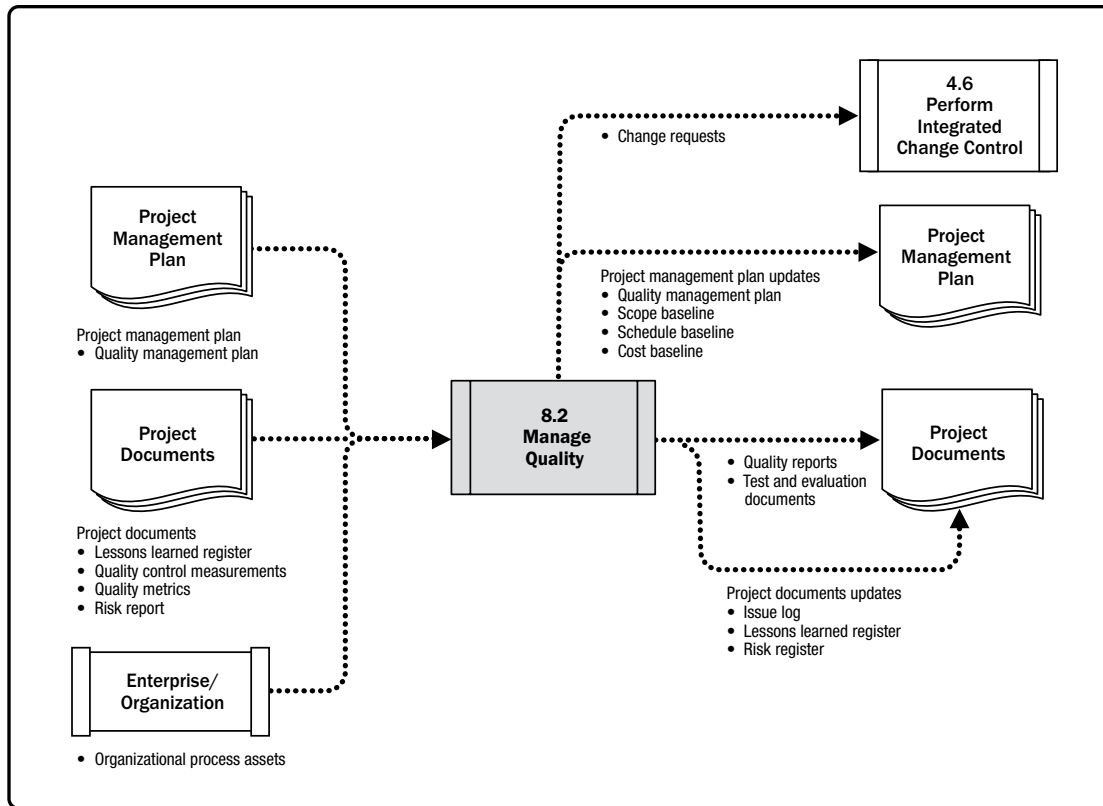 4.6
Perform
Integrated
Change Control
• Change requests
Project
Management
Plan
Project
Management
Plan
Project management plan updates
• Quality management plan
• Scope baseline
• Schedule baseline
• Cost baseline
Project management plan
• Quality management plan
8.2
Manage
Quality
Project
Documents
Project
Documents
• Quality reports
• Test and evaluation
documents
Project documents
• Lessons learned register
• Quality control measurements
• Quality metrics
• Risk report
Project documents updates
• Issue log
• Lessons learned register
• Risk register
Enterprise/
Organization
• Organizational process assets